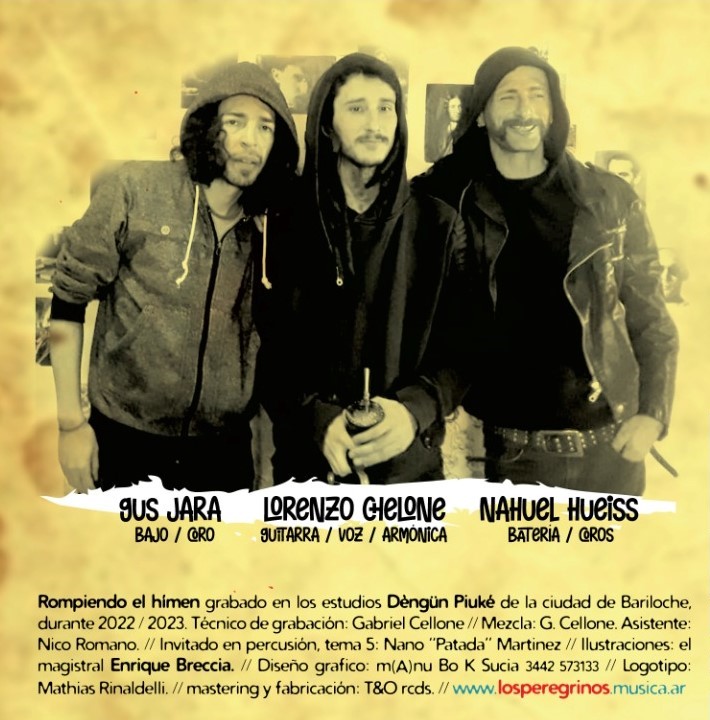 gus JARA LORENZO CHELONE NAHUEL HUEISS
BAJO / CORO GUITARRA / VOZ / ARMÓNICA BATERÍA / COROS
Rompiendo el hímen grabado en los estudios Dèngün Piuké de la ciudad de Bariloche,
durante 2022 / 2023. Técnico de grabación: Gabriel Cellone // Mezcla: G. Cellone. Asistente:
Nico Romano. // Invitado en percusión, tema 5: Nano "Patada" Martinez // Ilustraciones: el
magistral Enrique Breccia. // Diseño grafico: m(A)nu Bo K Sucia 3442 573133 // Logotipo:
Mathias Rinaldelli. // mastering y fabricación: T&O rcds. // www.losperegrinos.musica.ar